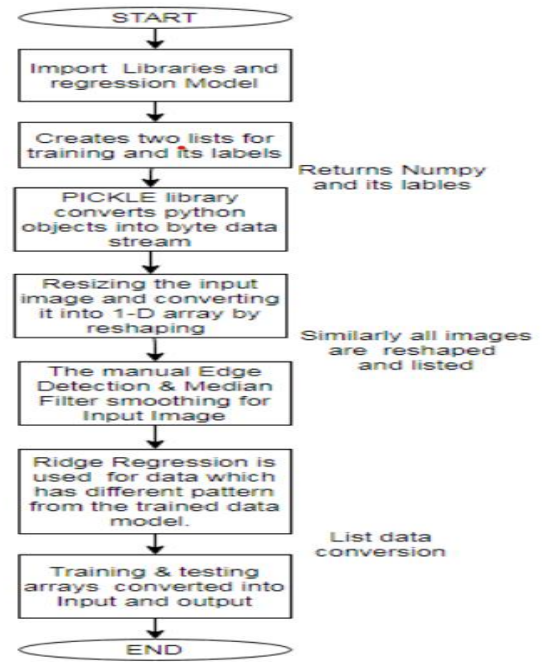 START
Import Libraries and
regression Model
Creates two lists for
training and its labels
Returns Numpy
and its lables
PICKLE library
converts python
objects into byte data
stream
Resizing the input
image and converting
it into 1-D array by
reshaping
Similarly all images
are reshaped
and listed
The manual Edge
Detection & Median
Filter smoothing for
Input Image
Ridge Regression is
used for data which
has different pattern
from the trained data
model.
List data
conversion
Training & testing
arrays converted into
Input and output
END